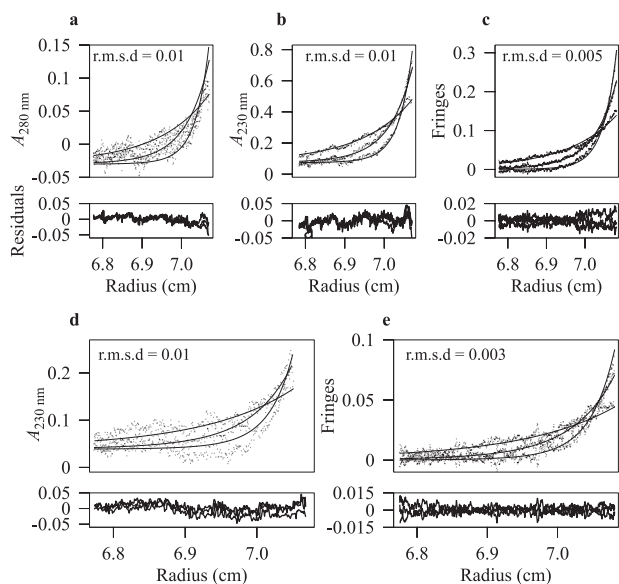 a
b
c
0.15
0.10
0.05
0
-0.05
A280 nm
r.m.s.d = 0.01
0.8
0.6
0.4
0.2
0
A230 nm
r.m.s.d = 0.01
0.3
0.2
0.1
0
Fringes
r.m.s.d = 0.005
Residuals
0.05
0
-0.05
0.05
0
-0.05
0.02
0
-0.02
6.8 6.9 7.0
6.8 6.9 7.0
6.8 6.9 7.0
Radius (cm)
Radius (cm)
Radius (cm)
d
e
r.m.s.d = 0.01
0.2
0.1
0
A230 nm
r.m.s.d = 0.003
0.1
0.05
0
Fringes
0.05
0
-0.05
0.015
0
-0.015
6.8 6.9 7.0
6.8 6.9 7.0
Radius (cm)
Radius (cm)